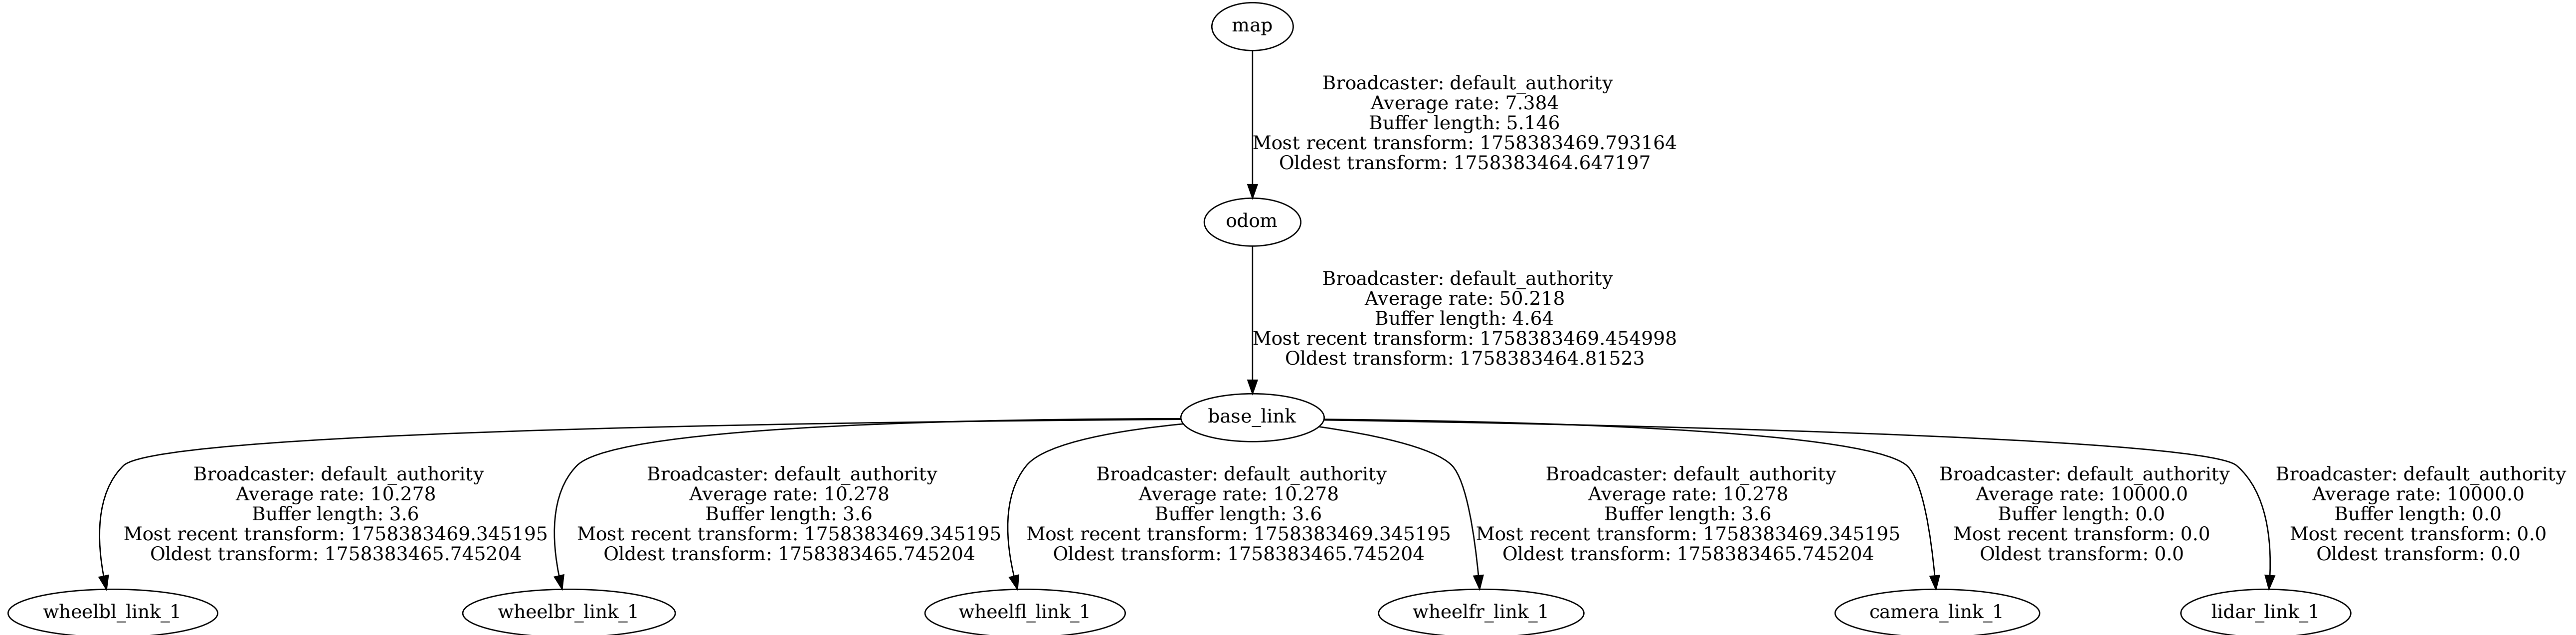 map
Broadcaster: default_authority
Average rate: 7.384
Buffer length: 5.146
Most recent transform: 1758383469.793164
Oldest transform: 1758383464.647197
odom
Broadcaster: default_authority
Average rate: 50.218
Buffer length: 4.64
Most recent transform: 1758383469.454998
Oldest transform: 1758383464.81523
base_link
Broadcaster: default_authority
Average rate: 10.278
Buffer length: 3.6
Most recent transform: 1758383469.345195
Oldest transform: 1758383465.745204
Broadcaster: default_authority
Average rate: 10.278
Buffer length: 3.6
Most recent transform: 1758383469.345195
Oldest transform: 1758383465.745204
Broadcaster: default_authority
Average rate: 10.278
Buffer length: 3.6
Most recent transform: 1758383469.345195
Oldest transform: 1758383465.745204
Broadcaster: default_authority
Average rate: 10.278
Buffer length: 3.6
Most recent transform: 1758383469.345195
Oldest transform: 1758383465.745204
Broadcaster: default_authority
Average rate: 10000.0
Buffer length: 0.0
Most recent transform: 0.0
Oldest transform: 0.0
Broadcaster: default_authority
Average rate: 10000.0
Buffer length: 0.0
Most recent transform: 0.0
Oldest transform: 0.0
wheelbl_link_1
wheelbr_link_1
wheelfl_link_1
wheelfr_link_1
camera_link_1
lidar_link_1